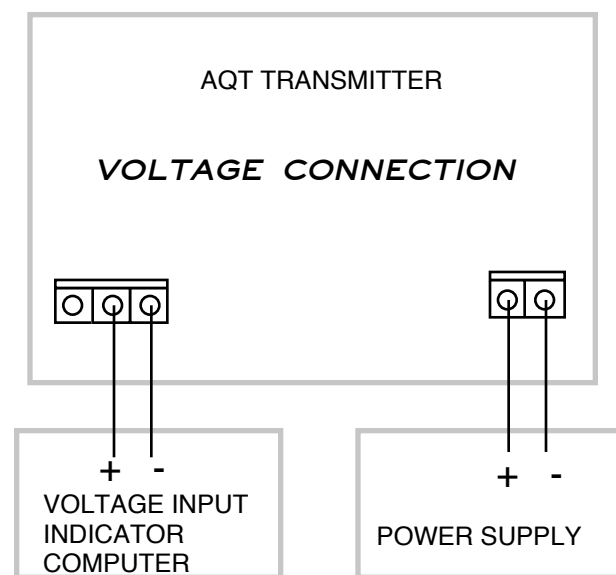 AQT TRANSMITTER
VOLTAGE CONNECTION
+ -
VOLTAGE INPUT
INDICATOR
COMPUTER
+ -
POWER SUPPLY